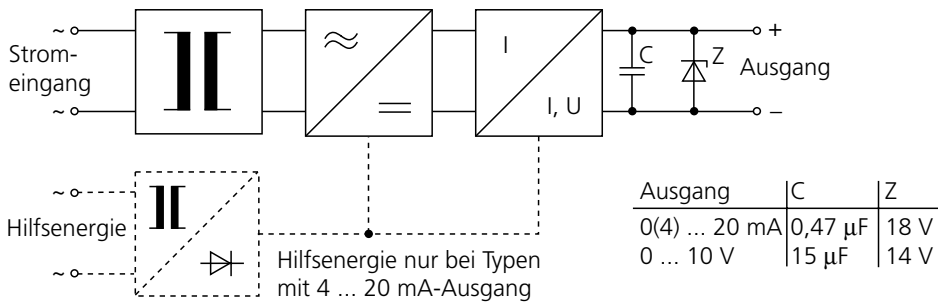 ~
+
Strom-
eingang
I
I, U
C
Z
Ausgang
~
–
~
Hilfsenergie
~
Hilfsenergie nur bei Typen
mit 4 ... 20 mA-Ausgang
Ausgang C Z
0(4) ... 20 mA 0,47 µF 18 V
0 ... 10 V 15 µF 14 V